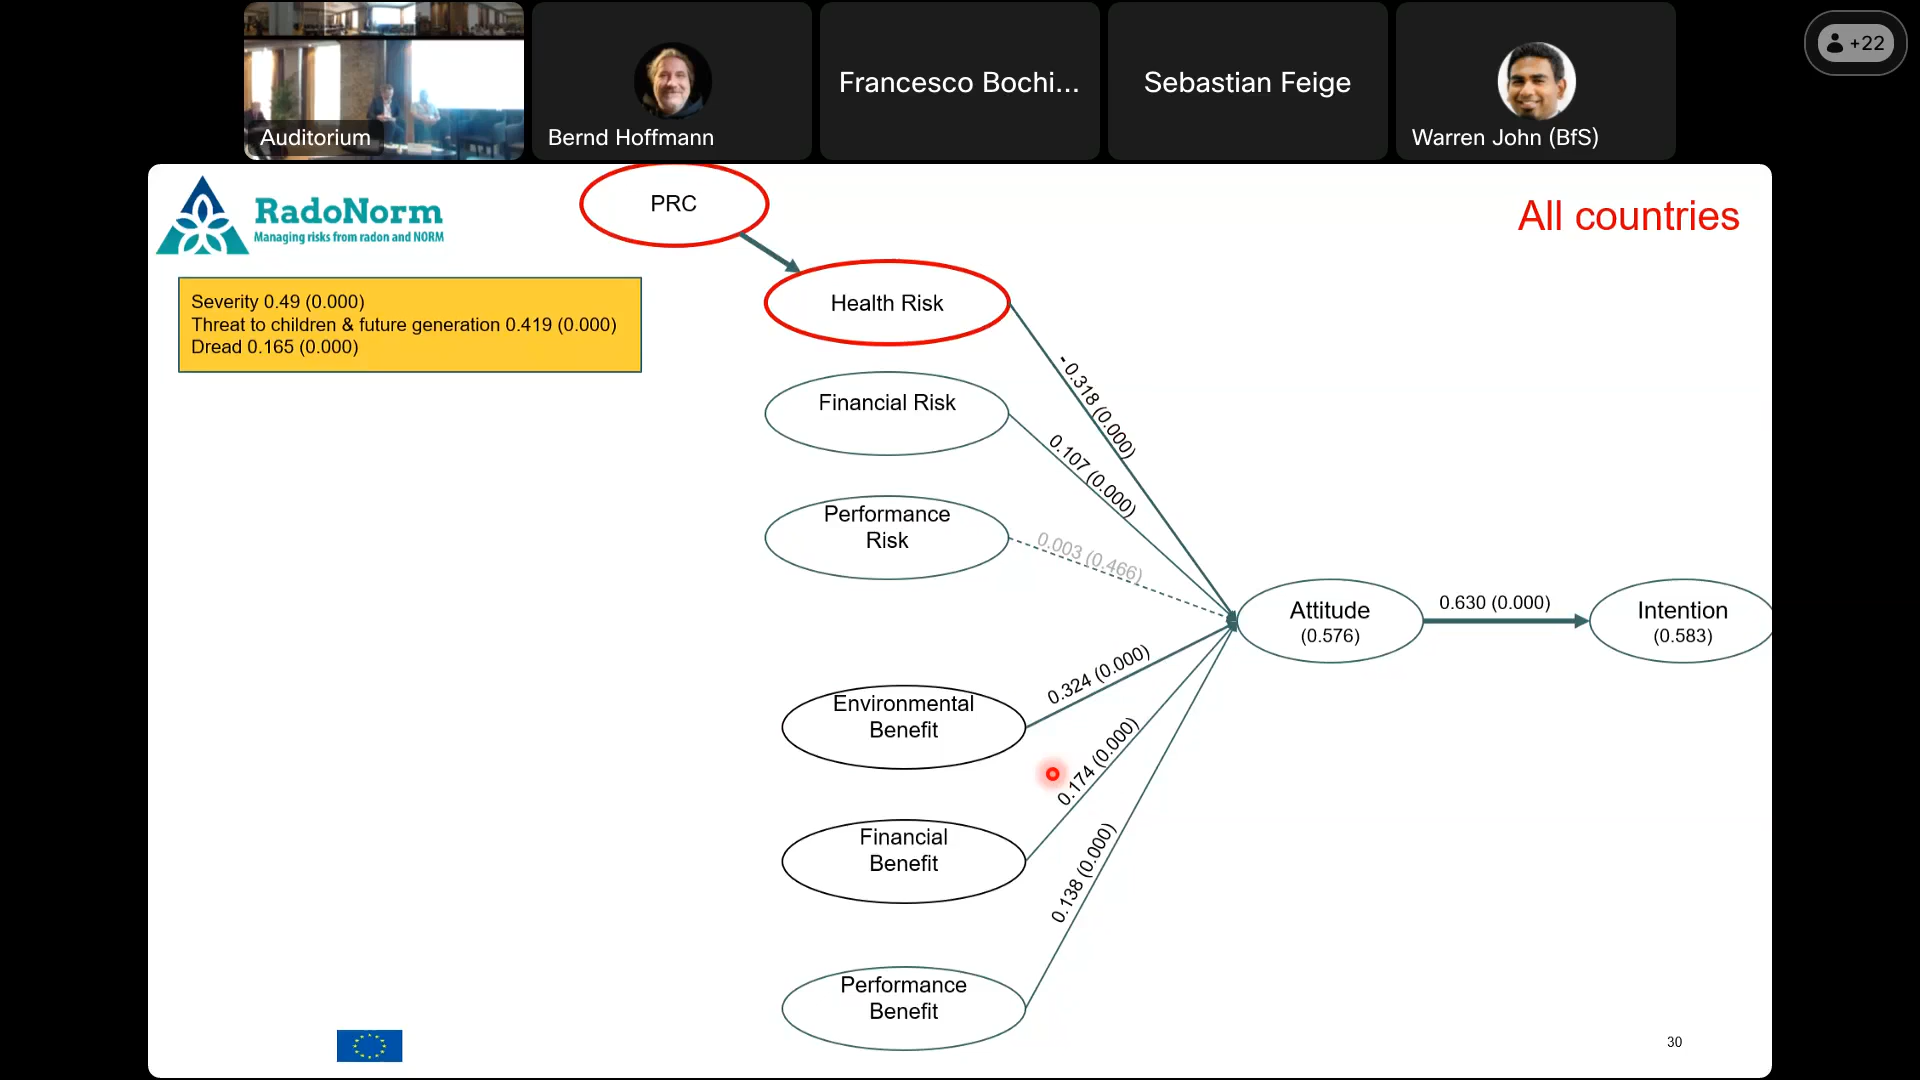 Auditorium
Bernd Hoffmann
Francesco Bochi...
Sebastian Feige
Warren John (BfS)
+22
RadoNorm
Managing risks from radon and NORM
PRC
All countries
Severity 0.49 (0.000)
Threat to children & future generation 0.419 (0.000)
Dread 0.165 (0.000)
Health Risk
- 0.318 (0.000)
Financial Risk
0.107 (0.000)
Performance
Risk
0.003 (0.466)
Attitude
(0.576)
0.630 (0.000)
Intention
(0.583)
Environmental
Benefit
0.324 (0.000)
0.174 (0.000)
Financial
Benefit
0.138 (0.000)
Performance
Benefit
30